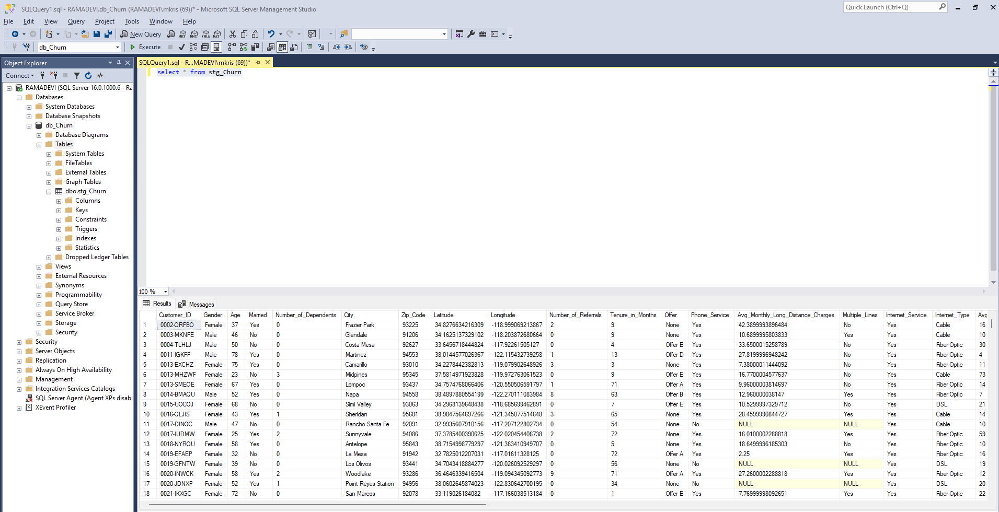 SQLQuery1.sql - RAMADEVI.db_Churn (RAMADEVI\mkris (69))* - Microsoft SQL Server Management Studio
Quick Launch (Ctrl+Q)
File Edit View Query Project Tools Window Help
New Query MDX DMX XMLA DAX
db_Churn Execute
Object Explorer
SQLQuery1.sql - R...MADEVI\mkris (69))*
Connect
select * from stg_Churn
RAMADEVI (SQL Server 16.0.1000.6 - Ra
Databases
System Databases
Database Snapshots
db_Churn
Database Diagrams
Tables
System Tables
FileTables
External Tables
Graph Tables
dbo.stg_Churn
Columns
Keys
Constraints
Triggers
Indexes
Statistics
Dropped Ledger Tables
Views
External Resources
Synonyms
Programmability
Query Store
Service Broker
Storage
Security
Security
Server Objects
Replication
Always On High Availability
Management
Integration Services Catalogs
SQL Server Agent (Agent XPs disabl
XEvent Profiler
100 %
Results Messages
Customer_ID Gender Age Married Number_of_Dependents City Zip_Code Latitude Longitude Number_of_Referrals Tenure_in_Months Offer Phone_Service Avg_Monthly_Long_Distance_Charges Multiple_Lines Internet_Service Internet_Type Avg
1 0002-ORFBO Female 37 Yes 0 Frazier Park 93225 34.8276634216309 -118.999069213867 2 9 None Yes 42.3899993896484 No Yes Cable 16
2 0003-MKNFE Male 46 No 0 Glendale 91206 34.1625137329102 -118.203872680664 0 9 None Yes 10.6899995803833 Yes Yes Cable 10
3 0004-TLHLJ Male 50 No 0 Costa Mesa 92627 33.6456718444824 -117.92261505127 0 4 Offer E Yes 33.6500015258789 No Yes Fiber Optic 30
4 0011-IGKFF Male 78 Yes 0 Martinez 94553 38.0144577026367 -122.115432739258 1 13 Offer D Yes 27.8199996948242 No Yes Fiber Optic 4
5 0013-EXCHZ Female 75 Yes 0 Camarillo 93010 34.2278442382813 -119.079902648926 3 3 None Yes 7.38000011444092 No Yes Fiber Optic 11
6 0013-MHZWF Female 23 No 3 Midpines 95345 37.5814971923828 -119.972763061523 0 9 Offer E Yes 16.7700004577637 No Yes Cable 73
7 0013-SMEOE Female 67 Yes 0 Lompoc 93437 34.7574768066406 -120.550506591797 1 71 Offer A Yes 9.96000003814697 No Yes Fiber Optic 14
8 0014-BMAQU Male 52 Yes 0 Napa 94558 38.4897880554199 -122.270111083984 8 63 Offer B Yes 12.960000038147 Yes Yes Fiber Optic 7
9 0015-UOCOJ Female 68 No 0 Simi Valley 93063 34.2968139648438 -118.685699462891 0 7 Offer E Yes 10.5299997329712 No Yes DSL 21
10 0016-QLJIS Female 43 Yes 1 Sheridan 95681 38.9847564697266 -121.345077514648 3 65 None Yes 28.4599990844727 Yes Yes Cable 14
11 0017-DINOC Male 47 No 0 Rancho Santa Fe 92091 32.9935607910156 -117.207122802734 0 54 None No NULL NULL Yes Cable 10
12 0017-IUDMW Female 25 Yes 2 Sunnyvale 94086 37.3785400390625 -122.020454406738 2 72 None Yes 16.0100002288818 Yes Yes Fiber Optic 59
13 0018-NYROU Female 58 Yes 0 Antelope 95843 38.7154998779297 -121.363410949707 0 5 None Yes 18.6499996185303 No Yes Fiber Optic 10
14 0019-EFAEP Female 32 No 0 La Mesa 91942 32.7825012207031 -117.01611328125 0 72 Offer A Yes 2.25 Yes Yes Fiber Optic 16
15 0019-GFNTW Female 39 No 0 Los Olivos 93441 34.7043418884277 -120.026092529297 0 56 None No NULL NULL Yes DSL 19
16 0020-INWCK Female 58 Yes 2 Woodlake 93286 36.4646339416504 -119.094345092773 9 71 Offer A Yes 27.2600002288818 Yes Yes Fiber Optic 12
17 0020-JDNXP Female 52 Yes 1 Point Reyes Station 94956 38.0602645874023 -122.830642700195 0 34 None No NULL NULL Yes DSL 20
18 0021-IKXGC Female 72 No 0 San Marcos 92078 33.119026184082 -117.166038513184 0 1 Offer E Yes 7.76999998092651 Yes Yes Fiber Optic 22